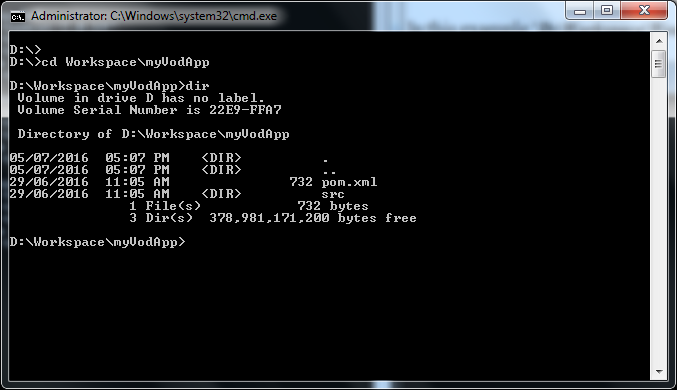 Administrator: C:\Windows\system32\cmd.exe
D:\>
D:\>cd Workspace\myVodApp
D:\Workspace\myVodApp>dir
 Volume in drive D has no label.
 Volume Serial Number is 22E9-FFA7
 Directory of D:\Workspace\myVodApp
05/07/2016  05:07 PM    <DIR>          .
05/07/2016  05:07 PM    <DIR>          ..
29/06/2016  11:05 AM               732 pom.xml
29/06/2016  11:05 AM    <DIR>          src
               1 File(s)            732 bytes
               3 Dir(s)  378,981,171,200 bytes free
D:\Workspace\myVodApp>